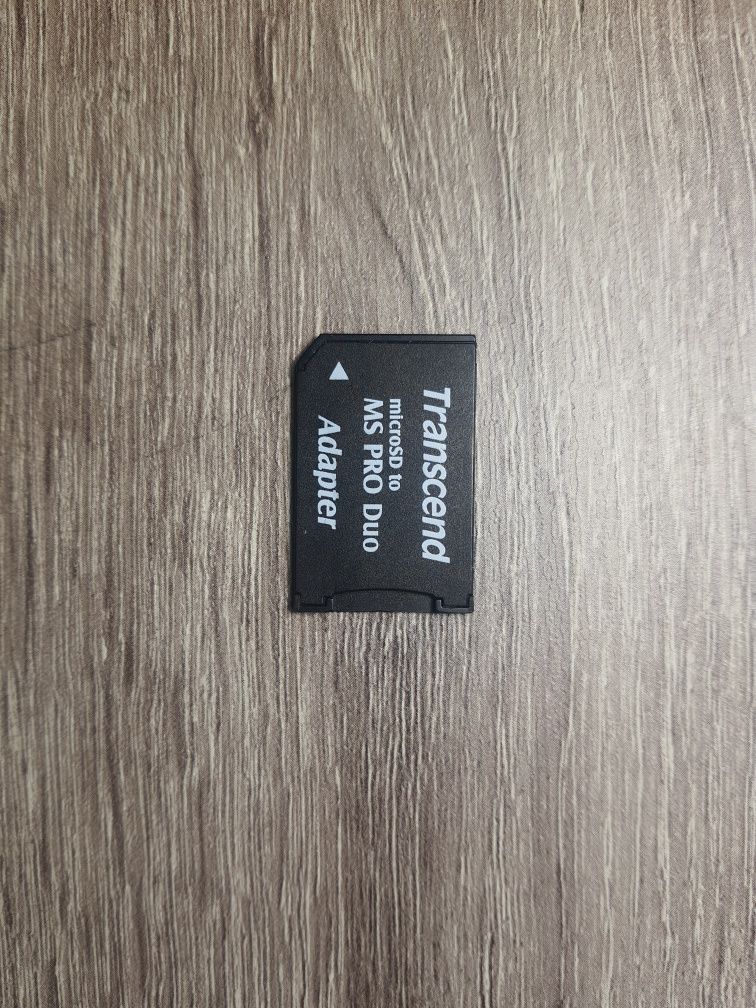 Transcend
microSD to
MS PRO Duo
Adapter